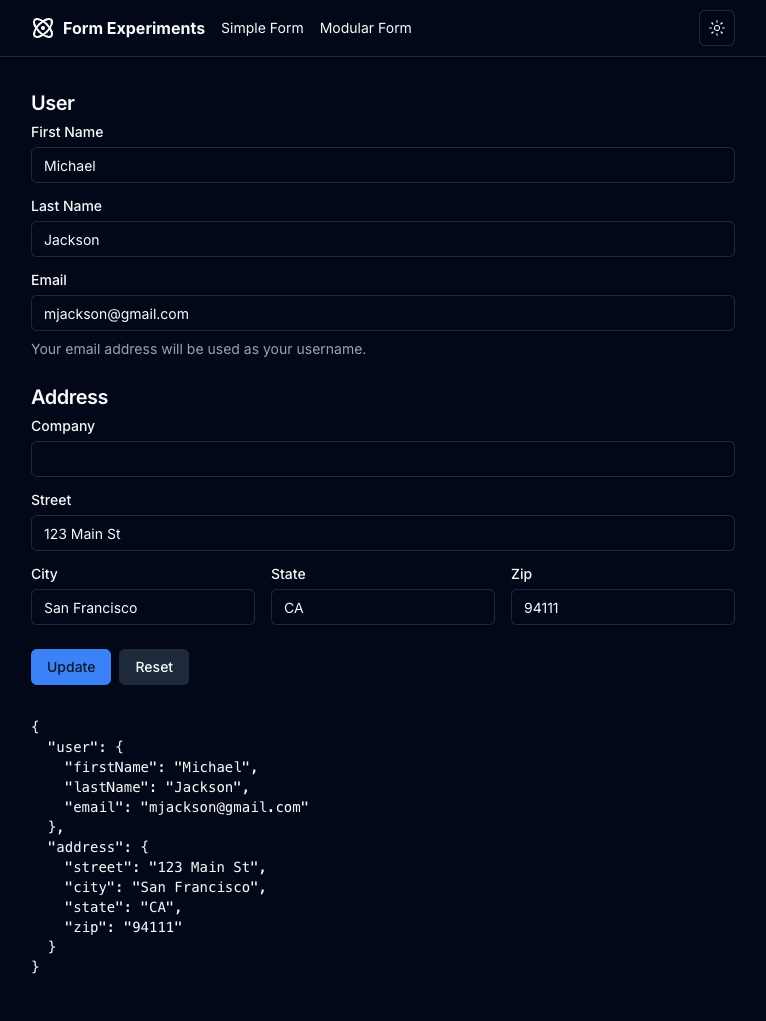 Form Experiments Simple Form Modular Form
User
First Name
Michael
Last Name
Jackson
Email
mjackson@gmail.com
Your email address will be used as your username.
Address
Company
Street
123 Main St
City State Zip
San Francisco CA 94111
Update Reset
{
  "user": {
    "firstName": "Michael",
    "lastName": "Jackson",
    "email": "mjackson@gmail.com"
  },
  "address": {
    "street": "123 Main St",
    "city": "San Francisco",
    "state": "CA",
    "zip": "94111"
  }
}